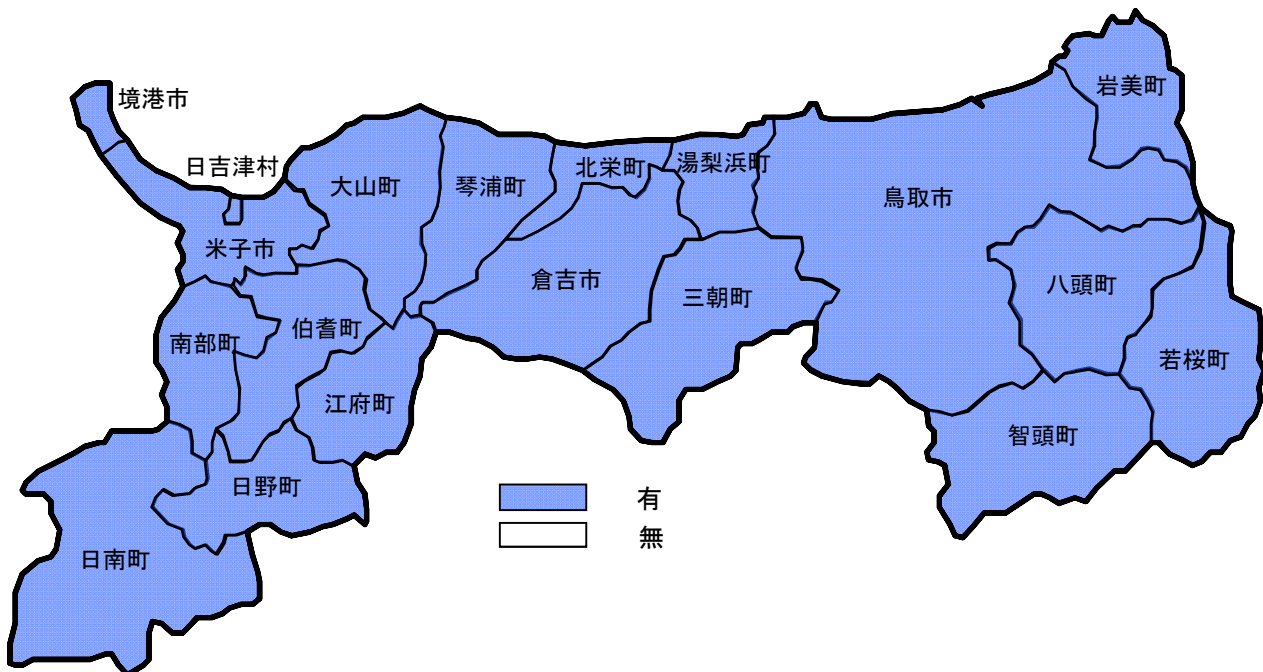 境港市
岩美町
日吉津村
大山町
琴浦町
北栄町
湯梨浜町
鳥取市
米子市
倉吉市
三朝町
八頭町
南部町
伯耆町
若桜町
江府町
智頭町
日野町
有
無
日南町